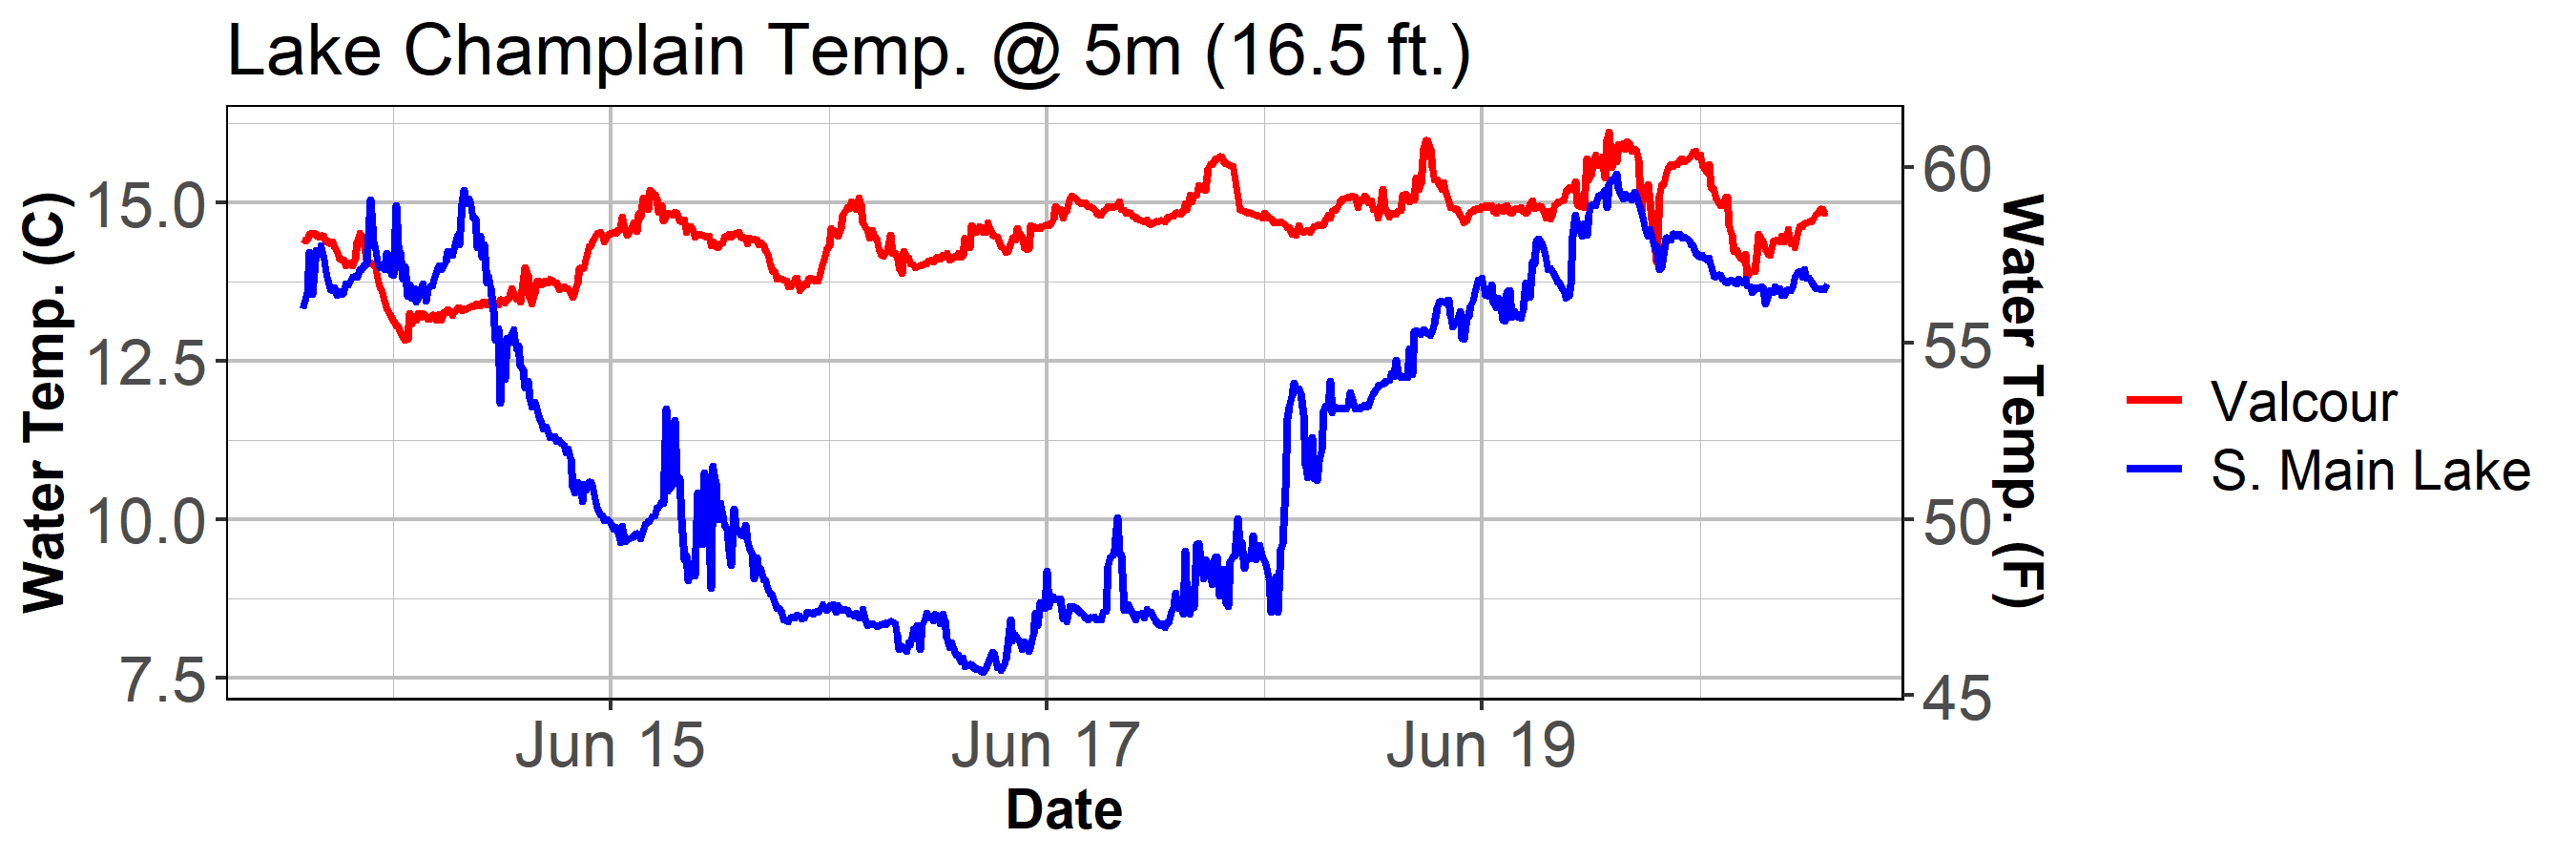 Lake Champlain Temp. @ 5m (16.5 ft.)
Water Temp. (C)
15.0
12.5
10.0
7.5
60
55
50
45
Water Temp. (F)
Jun 15
Jun 17
Jun 19
Date
Valcour
S. Main Lake